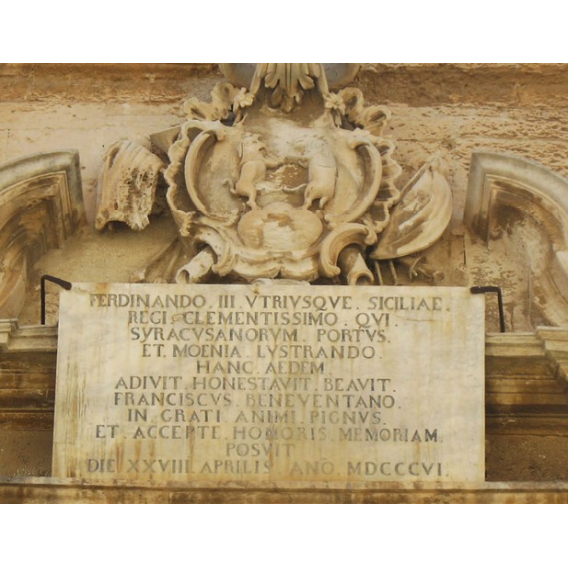 FERDINANDO. III. VTRIVSQVE. SICILIAE.
REGI. CLEMENTISSIMO. QVI.
SYRACVSANORVM. PORTVS.
ET. MOENIA. LVSTRANDO.
HANC. AEDEM
ADIVIT. HONESTAVIT. BEAVIT.
FRANCISCVS. BENEVENTANO.
IN. GRATI. ANIMI. PIGNVS.
ET. ACCEPTE. HONORIS. MEMORIAM.
POSVIT
DIE. XXVIII. APRILIS. ANO. MDCCCVI.